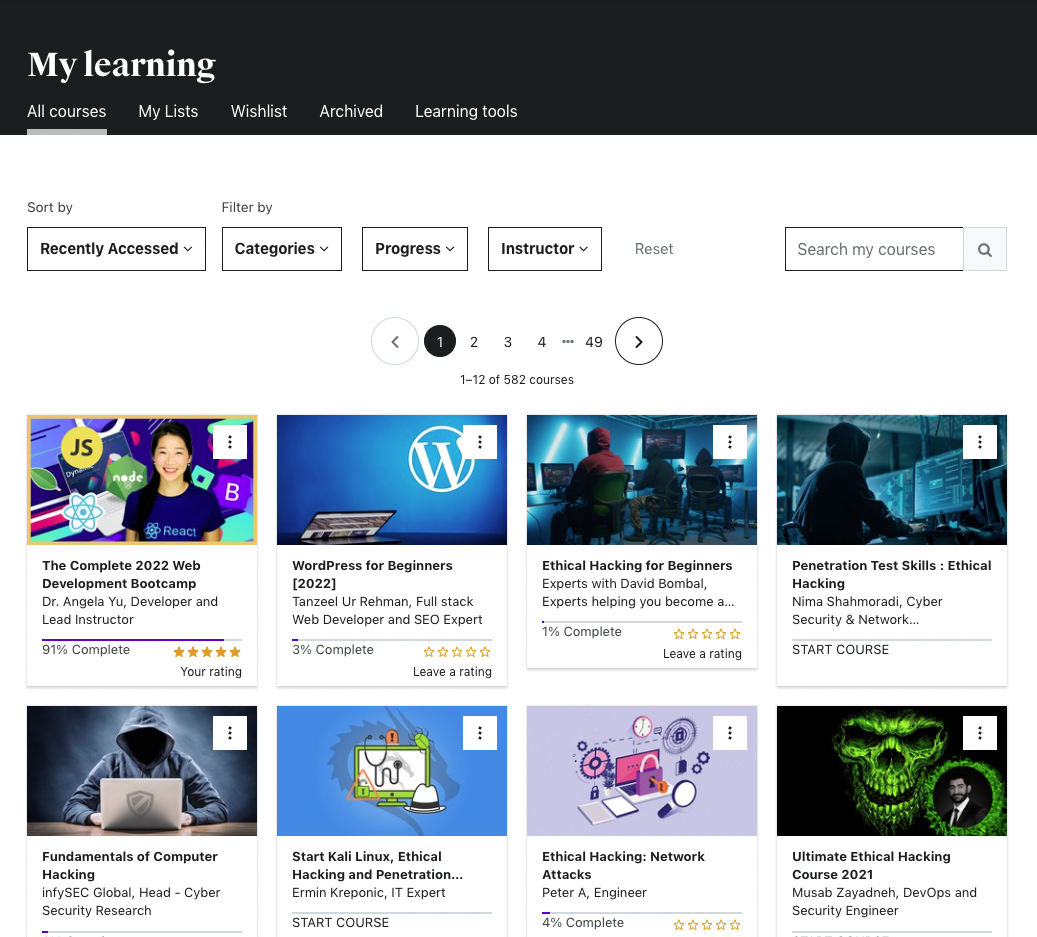 My learning
All courses
My Lists
Wishlist
Archived
Learning tools
Sort by
Filter by
Recently Accessed
Categories
Progress
Instructor
Reset
Search my courses
1
2
3
4
49
1–12 of 582 courses
JS
node
B
React
The Complete 2022 Web
Development Bootcamp
Dr. Angela Yu, Developer and
Lead Instructor
91% Complete
Your rating
W
WordPress for Beginners
[2022]
Tanzeel Ur Rehman, Full stack
Web Developer and SEO Expert
3% Complete
Leave a rating
Ethical Hacking for Beginners
Experts with David Bombal,
Experts helping you become a...
1% Complete
Leave a rating
Penetration Test Skills : Ethical
Hacking
Nima Shahmoradi, Cyber
Security & Network...
START COURSE
Fundamentals of Computer
Hacking
infySEC Global, Head - Cyber
Security Research
Start Kali Linux, Ethical
Hacking and Penetration...
Ermin Kreponic, IT Expert
START COURSE
Ethical Hacking: Network
Attacks
Peter A, Engineer
4% Complete
Ultimate Ethical Hacking
Course 2021
Musab Zayadneh, DevOps and
Security Engineer